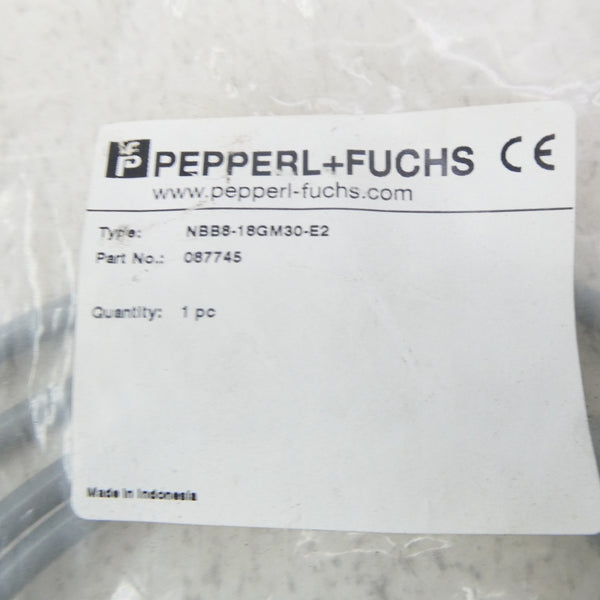 PEPPERL+FUCHS CE
www.pepperl-fuchs.com
Type: NBB8-18GM30-E2
Part No.: 087745
Quantity: 1 pc
Made in Indonesia